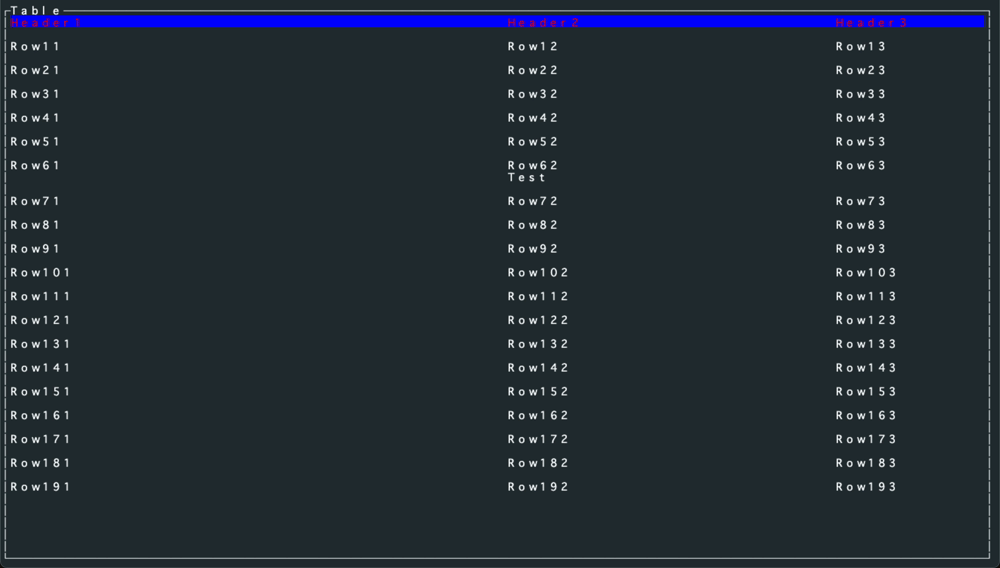 Table
Header1 Header2 Header3
Row11 Row12 Row13
Row21 Row22 Row23
Row31 Row32 Row33
Row41 Row42 Row43
Row51 Row52 Row53
Row61 Row62 Row63
Test
Row71 Row72 Row73
Row81 Row82 Row83
Row91 Row92 Row93
Row101 Row102 Row103
Row111 Row112 Row113
Row121 Row122 Row123
Row131 Row132 Row133
Row141 Row142 Row143
Row151 Row152 Row153
Row161 Row162 Row163
Row171 Row172 Row173
Row181 Row182 Row183
Row191 Row192 Row193